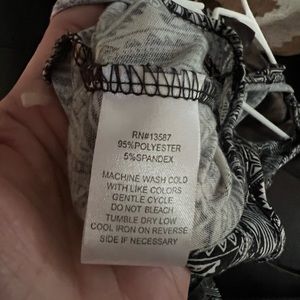 RN#13587
95%POLYESTER
5%SPANDEX
MACHINE WASH COLD
WITH LIKE COLORS
GENTLE CYCLE
DO NOT BLEACH
TUMBLE DRY LOW
COOL IRON ON REVERSE
SIDE IF NECESSARY